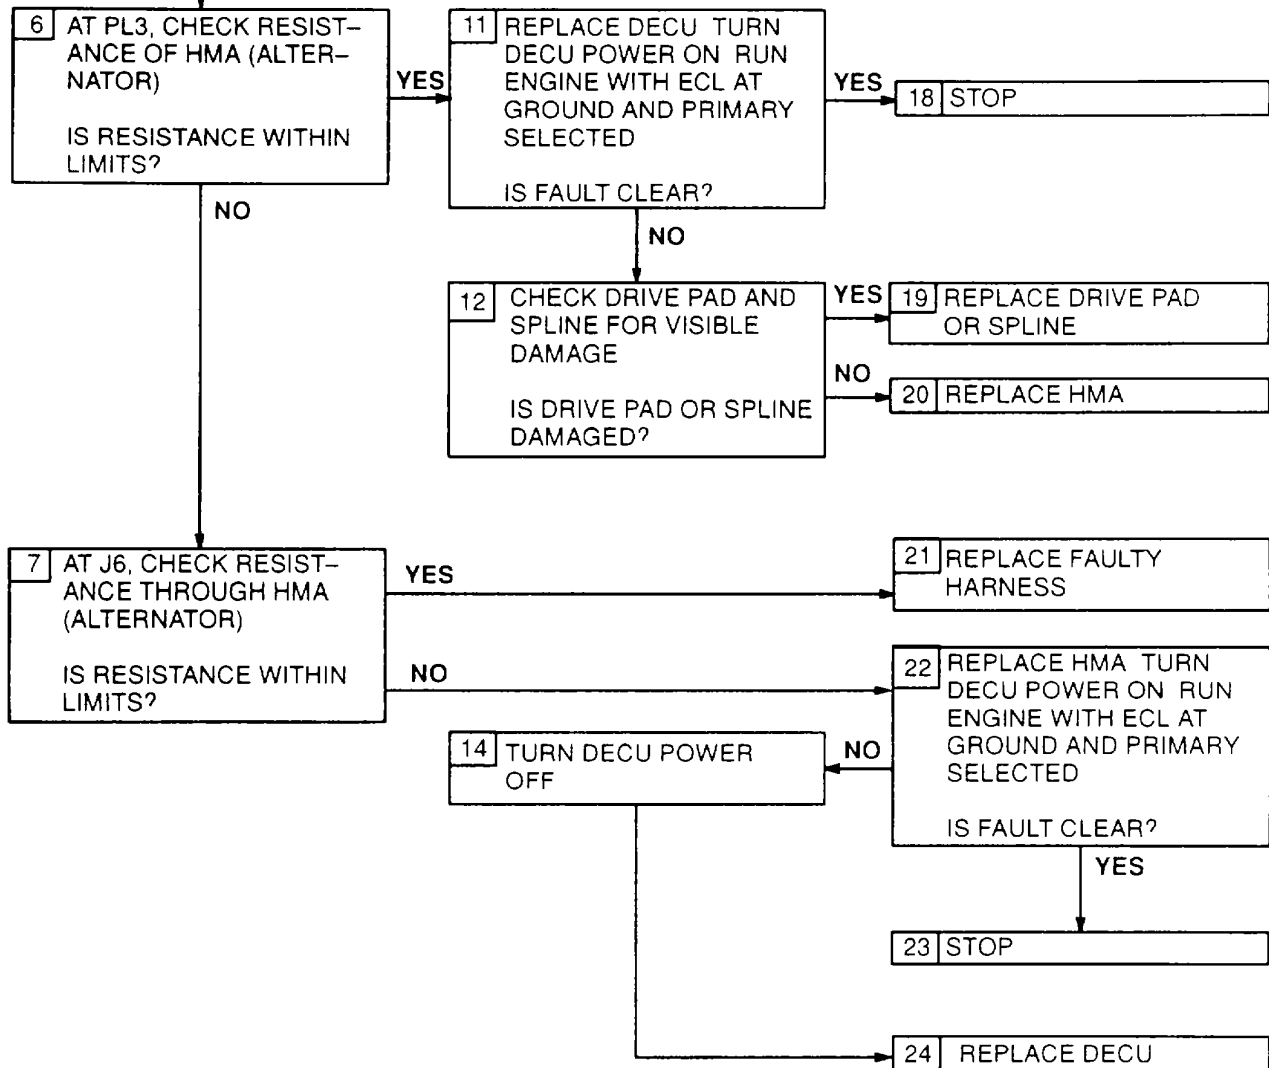 6
AT PL3, CHECK RESIST–
ANCE OF HMA (ALTER–
NATOR)
IS RESISTANCE WITHIN
LIMITS?
YES
NO
11
REPLACE DECU TURN
DECU POWER ON RUN
ENGINE WITH ECL AT
GROUND AND PRIMARY
SELECTED
IS FAULT CLEAR?
YES
18 STOP
NO
12
CHECK DRIVE PAD AND
SPLINE FOR VISIBLE
DAMAGE
IS DRIVE PAD OR SPLINE
DAMAGED?
YES
19 REPLACE DRIVE PAD
OR SPLINE
NO
20 REPLACE HMA
7
AT J6, CHECK RESIST–
ANCE THROUGH HMA
(ALTERNATOR)
IS RESISTANCE WITHIN
LIMITS?
YES
21 REPLACE FAULTY
HARNESS
NO
22
REPLACE HMA TURN
DECU POWER ON RUN
ENGINE WITH ECL AT
GROUND AND PRIMARY
SELECTED
IS FAULT CLEAR?
NO
14 TURN DECU POWER
OFF
YES
23 STOP
24 REPLACE DECU